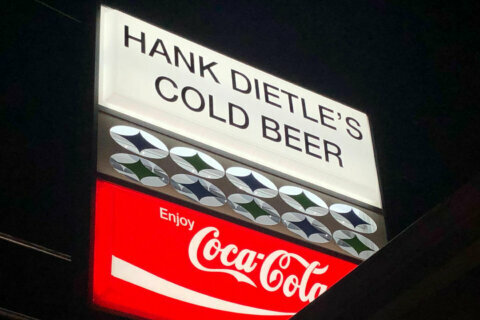 HANK DIETLE'S
COLD BEER
Enjoy
Coca-Cola